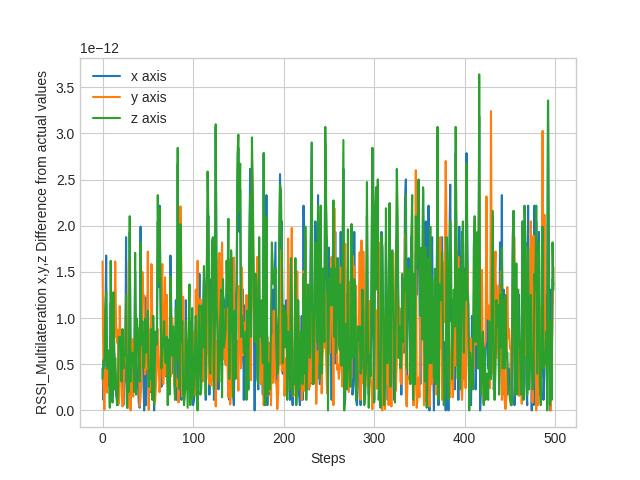 1e−12
RSSI_Multilateration x,y,z Difference from actual values
3.5
3.0
2.5
2.0
1.5
1.0
0.5
0.0
x axis
y axis
z axis
0
100
200
300
400
500
Steps